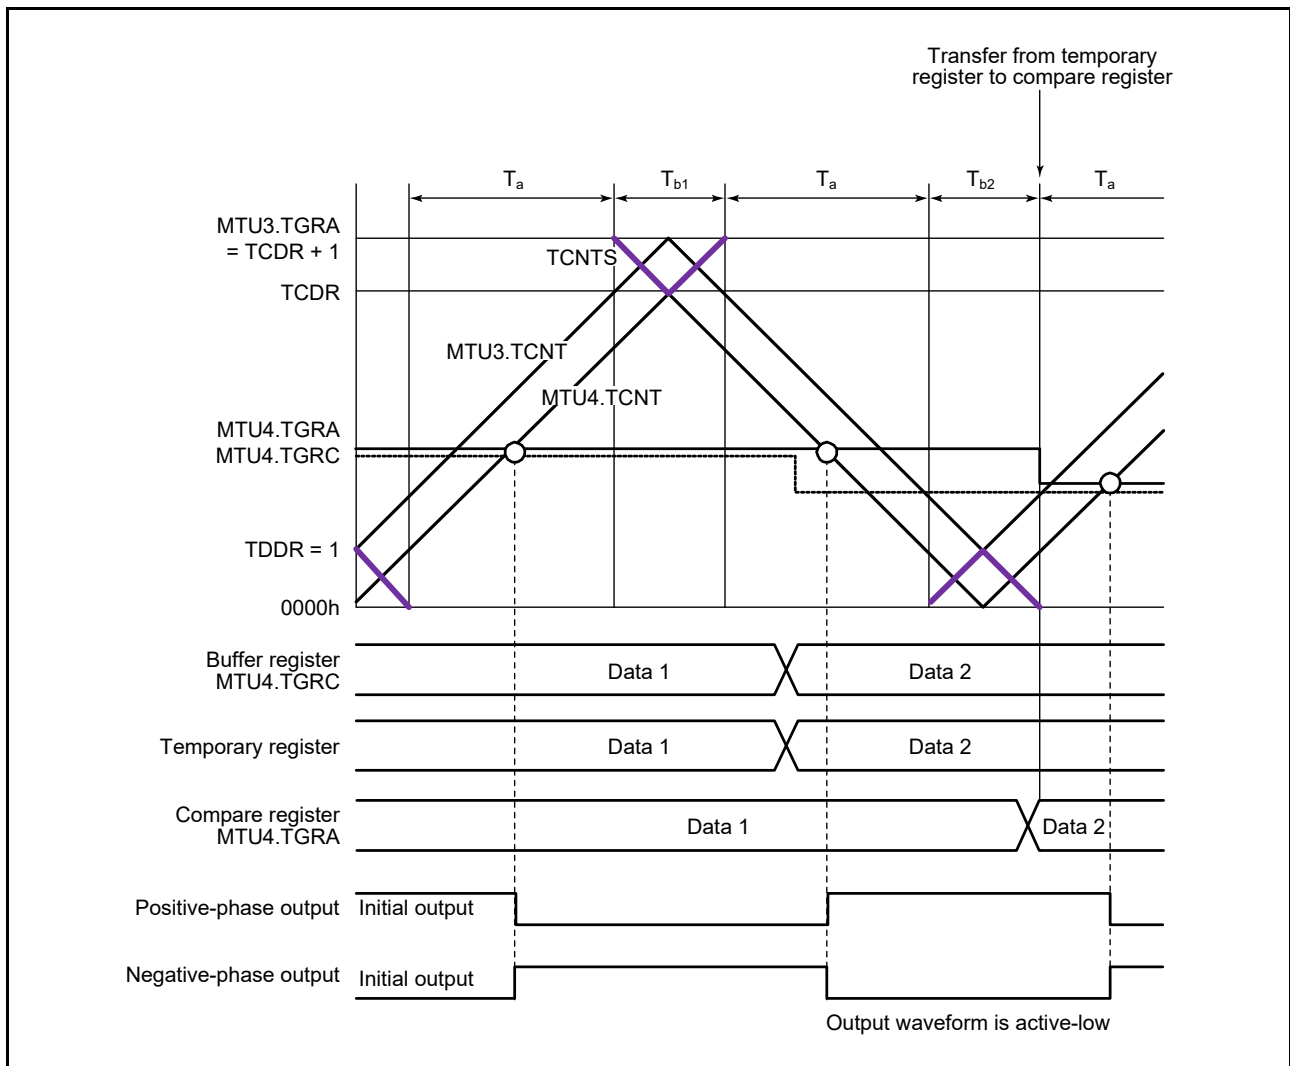 Transfer from temporary
register to compare register
Ta Tb1 Ta Tb2 Ta
MTU3.TGRA
= TCDR + 1
TCNTS
TCDR
MTU3.TCNT
MTU4.TCNT
MTU4.TGRA
MTU4.TGRC
TDDR = 1
0000h
Buffer register
MTU4.TGRC
Data 1 Data 2
Temporary register Data 1 Data 2
Compare register
MTU4.TGRA
Data 1 Data 2
Positive-phase output Initial output
Negative-phase output Initial output
Output waveform is active-low